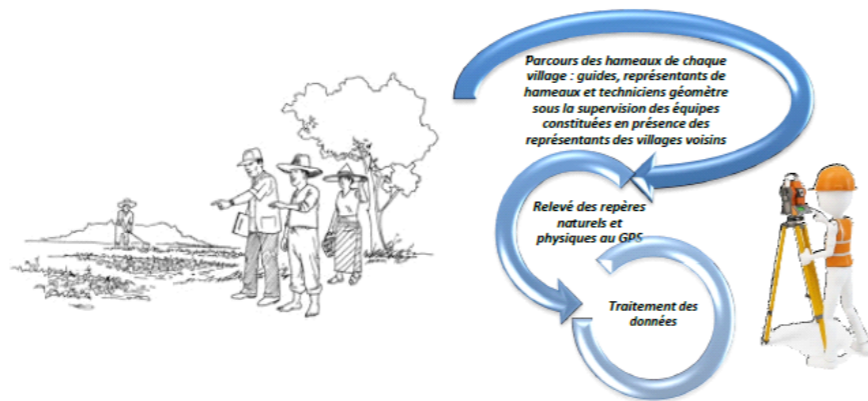 Parcours des hameaux de chaque
village : guides, représentants de
hameaux et techniciens géomètre
sous la supervision des équipes
constituées en présence des
représentants des villages voisins
Relevé des repères
naturels et
physiques au GPS
Traitement des
données